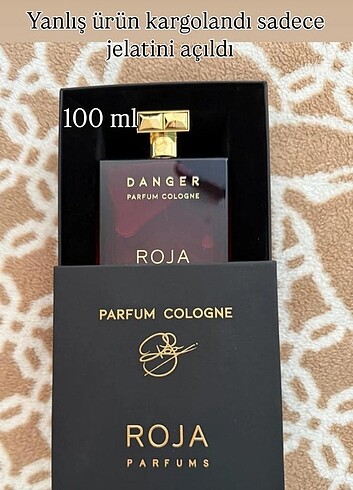 Yanlış ürün kargolandı sadece
jelatini açıldı
100 ml
DANGER
PARFUM COLOGNE
ROJA
PARFUM COLOGNE
ROJA
PARFUMS